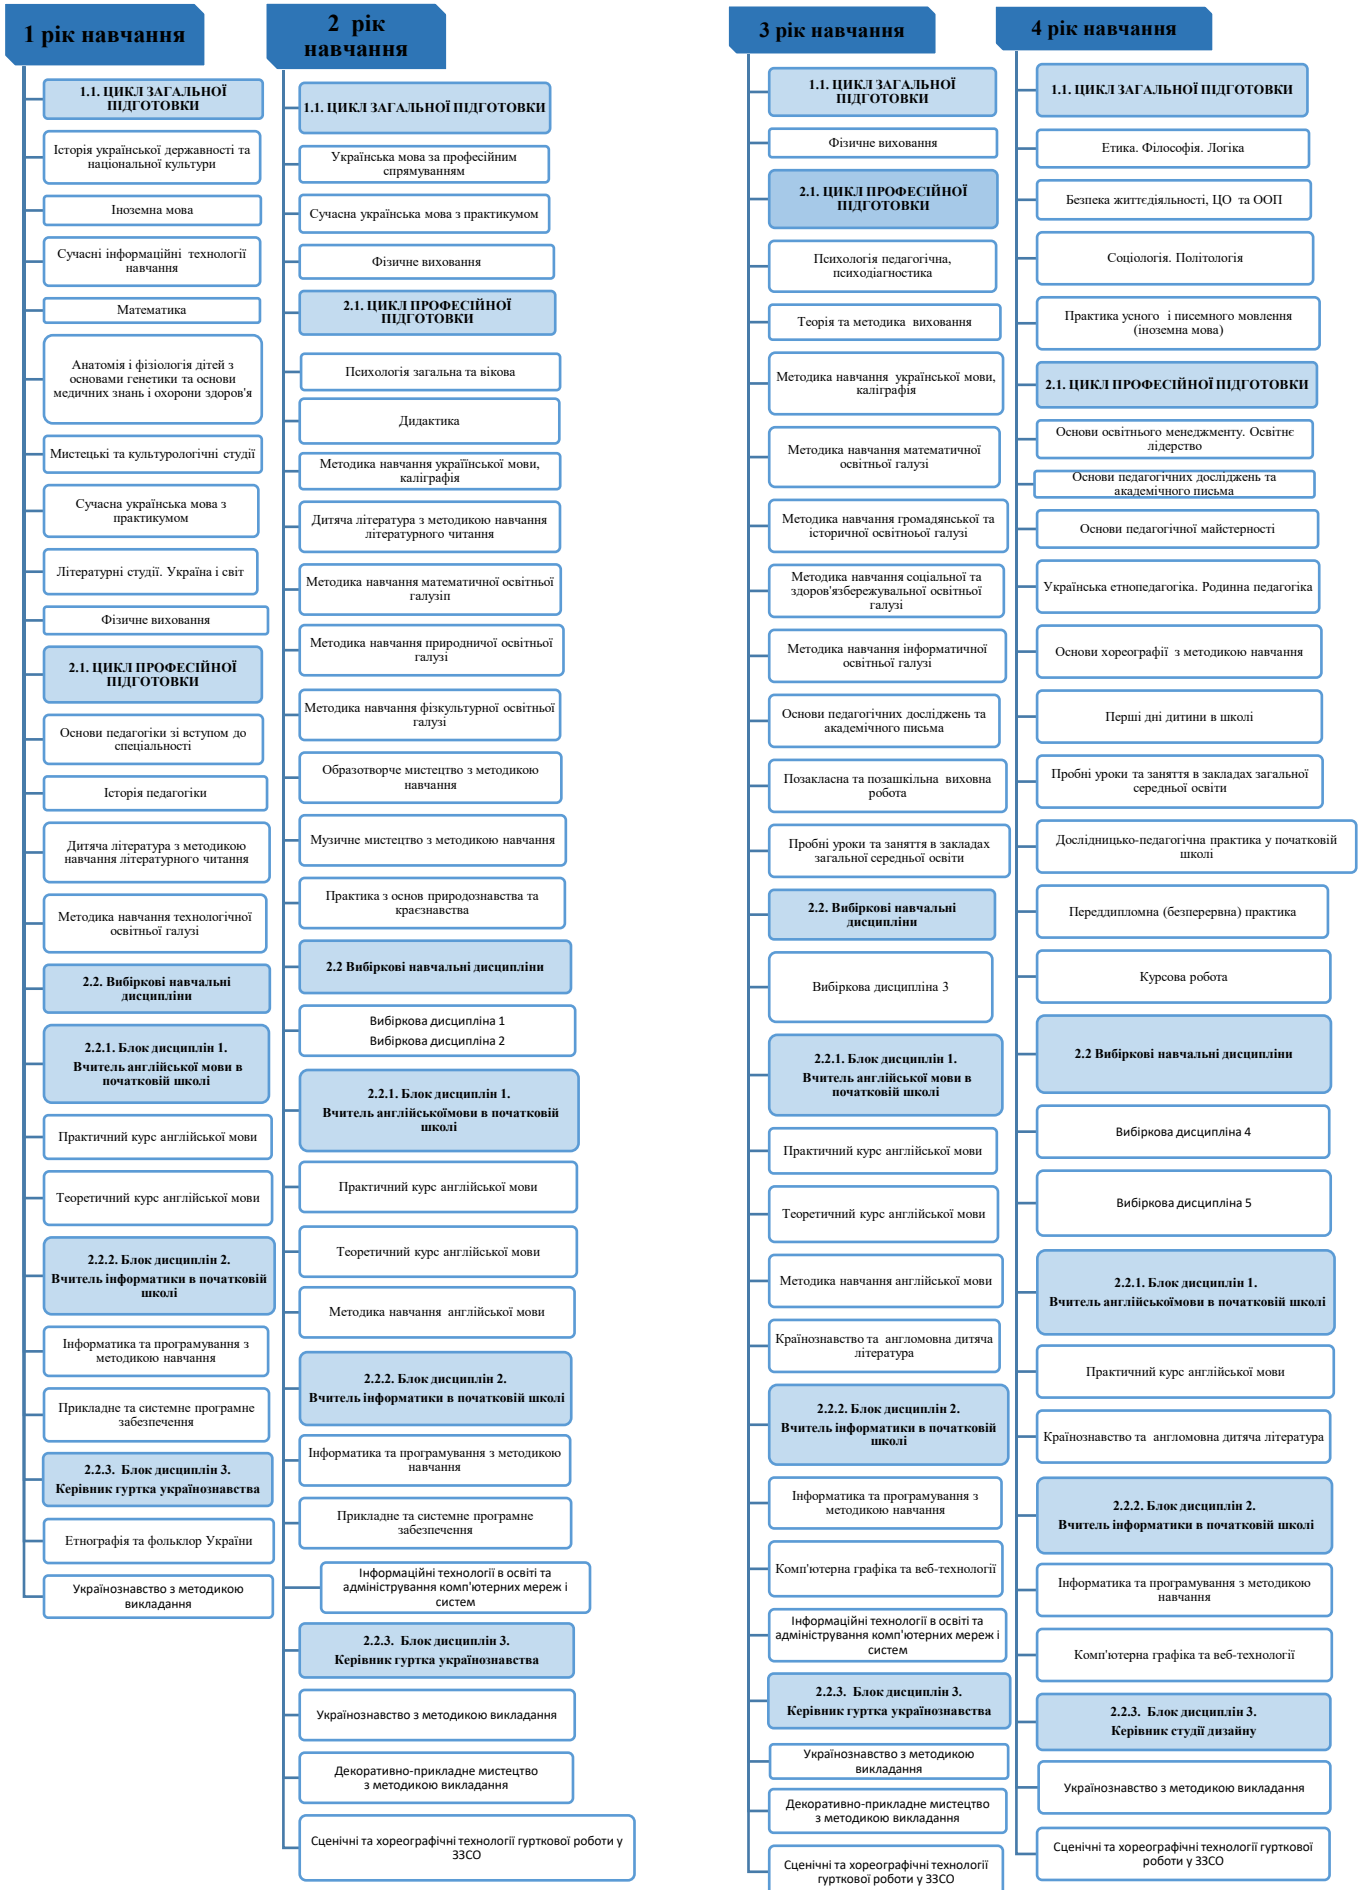 1 рік навчання
1.1. ЦИКЛ ЗАГАЛЬНОЇ
ПІДГОТОВКИ
Історія української державності та
національної культури
Іноземна мова
Сучасні інформаційні технології
навчання
Математика
Анатомія і фізіологія дітей з
основами генетики та основи
медичних знань і охорони здоров'я
Мистецькі та культурологічні студії
Сучасна українська мова з
практикумом
Літературні студії. Україна і світ
Фізичне виховання
2.1. ЦИКЛ ПРОФЕСІЙНОЇ
ПІДГОТОВКИ
Основи педагогіки зі вступом до
спеціальності
Історія педагогіки
Дитяча література з методикою
навчання літературного читання
Методика навчання технологічної
освітньої галузі
2.2. Вибіркові навчальні
дисципліни
2.2.1. Блок дисциплін 1.
Вчитель англійської мови в
початковій школі
Практичний курс англійської мови
Теоретичний курс англійської мови
2.2.2. Блок дисциплін 2.
Вчитель інформатики в початковій
школі
Інформатика та програмування з
методикою навчання
Прикладне та системне програмне
забезпечення
2.2.3. Блок дисциплін 3.
Керівник гуртка українознавства
Етнографія та фольклор України
Українознавство з методикою
викладання
2 рік
навчання
1.1. ЦИКЛ ЗАГАЛЬНОЇ ПІДГОТОВКИ
Українська мова за професійним
спрямуванням
Сучасна українська мова з практикумом
Фізичне виховання
2.1. ЦИКЛ ПРОФЕСІЙНОЇ
ПІДГОТОВКИ
Психологія загальна та вікова
Дидактика
Методика навчання україінської мови,
каліграфія
Дитяча література з методикою навчання
літературного читання
Методика навчання математичної освітньої
галузіп
Методика навчання природничої освітньої
галузі
Методика навчання фізкультурної освітньої
галузі
Образотворче мистецтво з методикою
навчання
Музичне мистецтво з методикою навчання
Практика з основ природознавства та
краєзнавства
2.2 Вибіркові навчальні дисципліни
Вибіркова дисципліна 1
Вибіркова дисципліна 2
2.2.1. Блок дисциплін 1.
Вчитель англійськоїмови в початковій
школі
Практичний курс англійської мови
Теоретичний курс англійської мови
Методика навчання англійської мови
2.2.2. Блок дисциплін 2.
Вчитель інформатики в початковій школі
Інформатика та програмування з методикою
навчання
Прикладне та системне програмне
забезпечення
Інформаційні технології в освіті та
адміністрування комп'ютерних мереж і
систем
2.2.3. Блок дисциплін 3.
Керівник гуртка українознавства
Українознавство з методикою викладання
Декоративно-прикладне мистецтво
з методикою викладання
Сценічні та хореографічні технології гурткової роботи у
ЗЗСО
3 рік навчання
1.1. ЦИКЛ ЗАГАЛЬНОЇ
ПІДГОТОВКИ
Фізичне виховання
2.1. ЦИКЛ ПРОФЕСІЙНОЇ
ПІДГОТОВКИ
Психологія педагогічна,
психодіагностика
Теорія та методика виховання
Методика навчання української мови,
каліграфія
Методика навчання математичної
освітньої галузі
Методика навчання громадянської та
історичної освітньоьої галузі
Методика навчання соціальної та
здоров'язбережувальної освітньої
галузі
Методика навчання інформатичної
освітньої галузі
Основи педагогічних досліджень та
академічного письма
Позакласна та позашкільна виховна
робота
Пробні уроки та заняття в закладах
загальної середньої освіти
2.2. Вибіркові навчальні
дисципліни
Вибіркова дисципліна 3
2.2.1. Блок дисциплін 1.
Вчитель англійської мови в
початковій школі
Практичний курс англійської мови
Теоретичний курс англійської мови
Методика навчання англійської мови
Країнознавство та англомовна дитяча
література
2.2.2. Блок дисциплін 2.
Вчитель інформатики в початковій
школі
Інформатика та програмування з
методикою навчання
Комп'ютерна графіка та веб-технології
Інформаційні технології в освіті та
адміністрування комп'ютерних мереж і
систем
2.2.3. Блок дисциплін 3.
Керівник гуртка українознавства
Українознавство з методикою
викладання
Декоративно-прикладне мистецтво
з методикою викладання
Сценічні та хореографічні технології
гурткової роботи у ЗЗСО
4 рік навчання
1.1. ЦИКЛ ЗАГАЛЬНОЇ ПІДГОТОВКИ
Етика. Філософія. Логіка
Безпека життєдіяльності, ЦО та ООП
Соціологія. Політологія
Практика усного і писемного мовлення
(іноземна мова)
2.1. ЦИКЛ ПРОФЕСІЙНОЇ ПІДГОТОВКИ
Основи освітнього менеджменту. Освітнє
лідерство
Основи педагогічних досліджень та
академічного письма
Основи педагогічної майстерності
Українська етнопедагогіка. Родинна педагогіка
Основи хореографії з методикою навчання
Перші дні дитини в школі
Пробні уроки та заняття в закладах загальної
середньої освіти
Дослідницько-педагогічна практика у початковій
школі
Переддипломна (безперервна) практика
Курсова робота
2.2 Вибіркові навчальні дисципліни
Вибіркова дисципліна 4
Вибіркова дисципліна 5
2.2.1. Блок дисциплін 1.
Вчитель англійськоїмови в початковій школі
Практичний курс англійської мови
Країнознавство та англомовна дитяча література
2.2.2. Блок дисциплін 2.
Вчитель інформатики в початковій школі
Інформатика та програмування з методикою
навчання
Комп'ютерна графіка та веб-технології
2.2.3. Блок дисциплін 3.
Керівник студії дизайну
Українознавство з методикою викладання
Сценічні та хореографічні технології гурткової
роботи у ЗЗСО